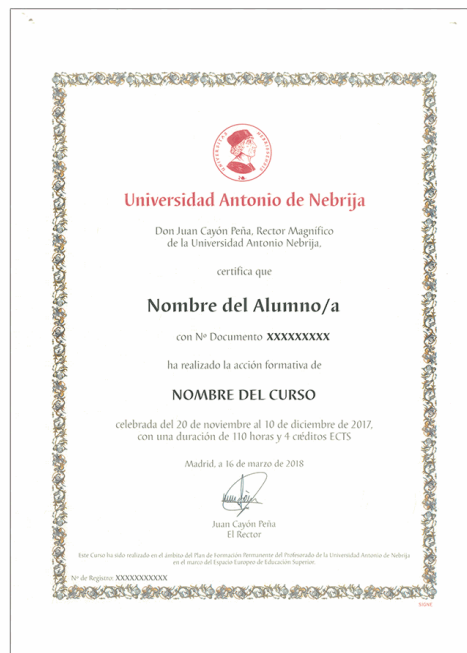 Universidad Antonio de Nebrija
Don Juan Cayón Peña, Rector Magnífico
de la Universidad Antonio Nebrija,
certifica que
Nombre del Alumno/a
con Nº Documento XXXXXXXXX
ha realizado la acción formativa de
NOMBRE DEL CURSO
celebrada del 20 de noviembre al 10 de diciembre de 2017,
con una duración de 110 horas y 4 créditos ECTS
Madrid, a 16 de marzo de 2018
Juan Cayón Peña
El Rector
Este Curso ha sido realizado en el ámbito del Plan de Formación Permanente del Profesorado de la Universidad Antonio de Nebrija
en el marco del Espacio Europeo de Educación Superior.
Nº de Registro: XXXXXXXXXXX